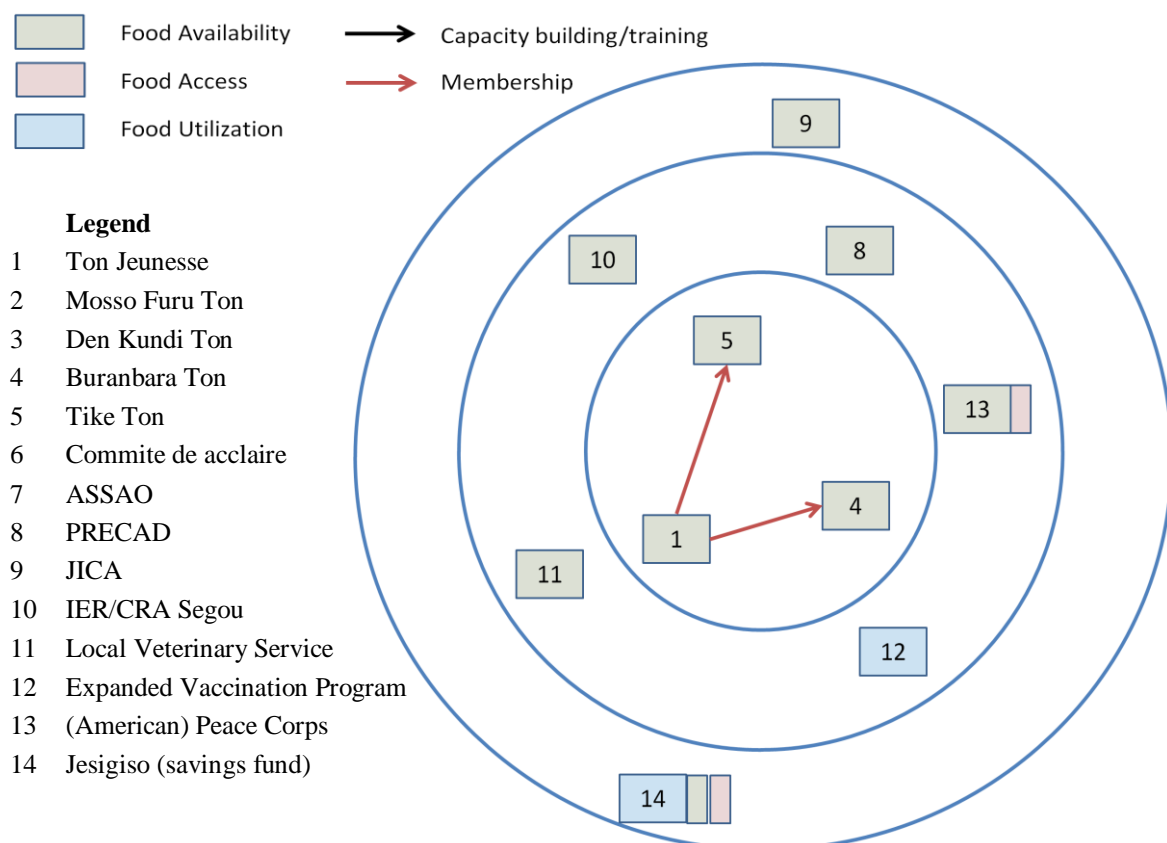 Food Availability
Capacity building/training
Food Access
Membership
Food Utilization
Legend
1 Ton Jeunesse
2 Mosso Furu Ton
3 Den Kundi Ton
4 Buranbara Ton
5 Tike Ton
6 Commite de acclaire
7 ASSAO
8 PRECAD
9 JICA
10 IER/CRA Segou
11 Local Veterinary Service
12 Expanded Vaccination Program
13 (American) Peace Corps
14 Jesigiso (savings fund)
9
8
10
5
13
4
1
11
12
14